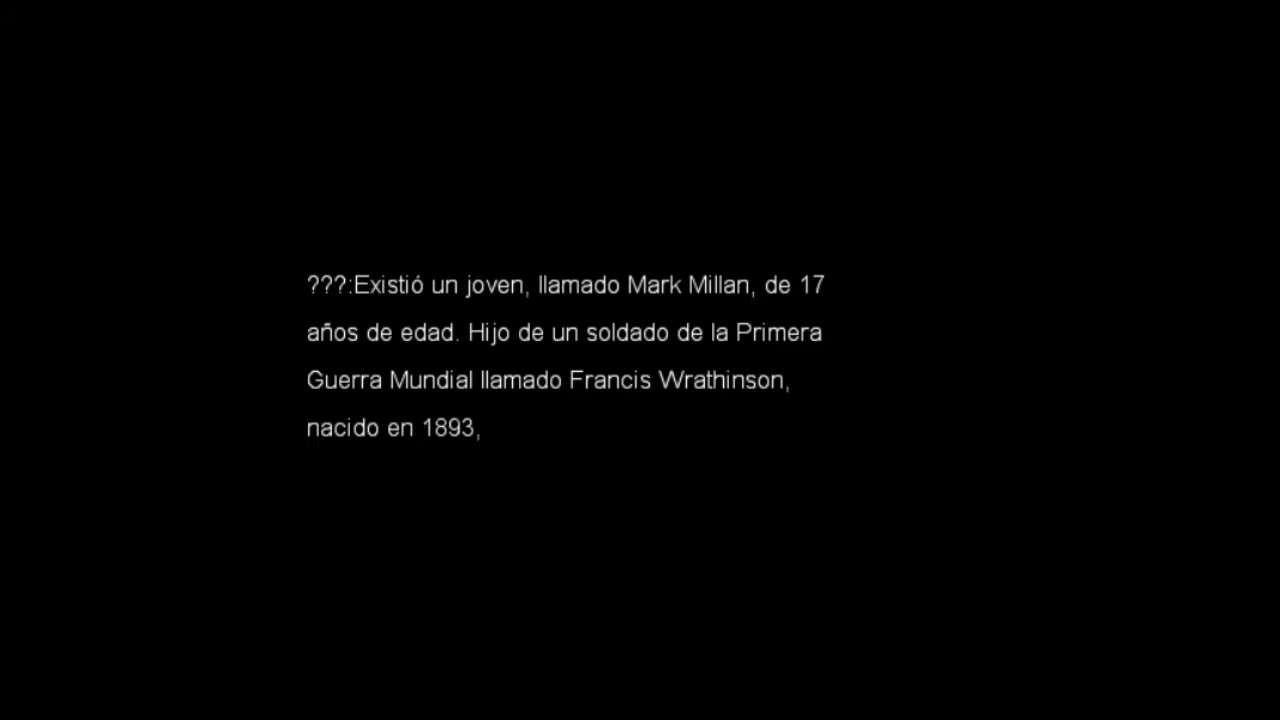 ???:Existió un joven, llamado Mark Millan, de 17
años de edad. Hijo de un soldado de la Primera
Guerra Mundial llamado Francis Wrathinson,
nacido en 1893,